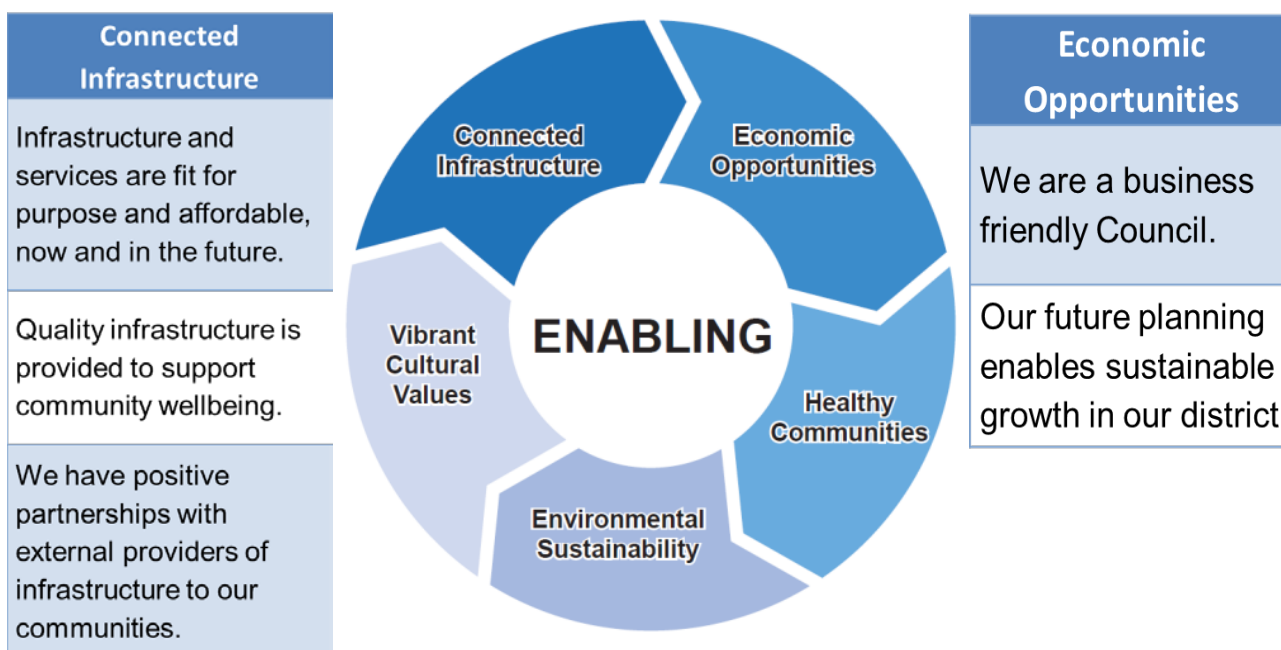 Connected
Infrastructure
Infrastructure and
services are fit for
purpose and affordable,
now and in the future.
Quality infrastructure is
provided to support
community wellbeing.
We have positive
partnerships with
external providers of
infrastructure to our
communities.
Connected
Infrastructure
Economic
Opportunities
Vibrant
Cultural
Values
ENABLING
Healthy
Communities
Environmental
Sustainability
Economic
Opportunities
We are a business
friendly Council.
Our future planning
enables sustainable
growth in our district